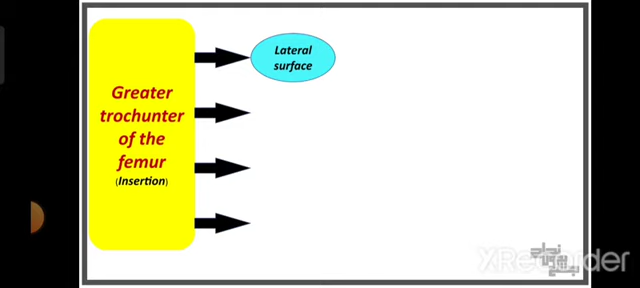 Greater
trochunter
of the
femur
(Insertion)
Lateral
surface
XRecorder